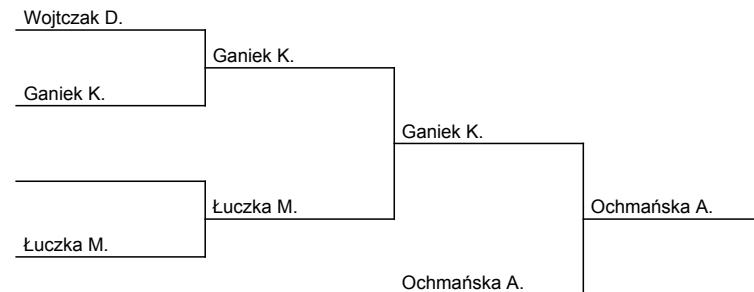 Wojtczak D.
Ganiek K.
Ganiek K.
Ganiek K.
Łuczka M.
Ochmańska A.
Łuczka M.
Ochmańska A.